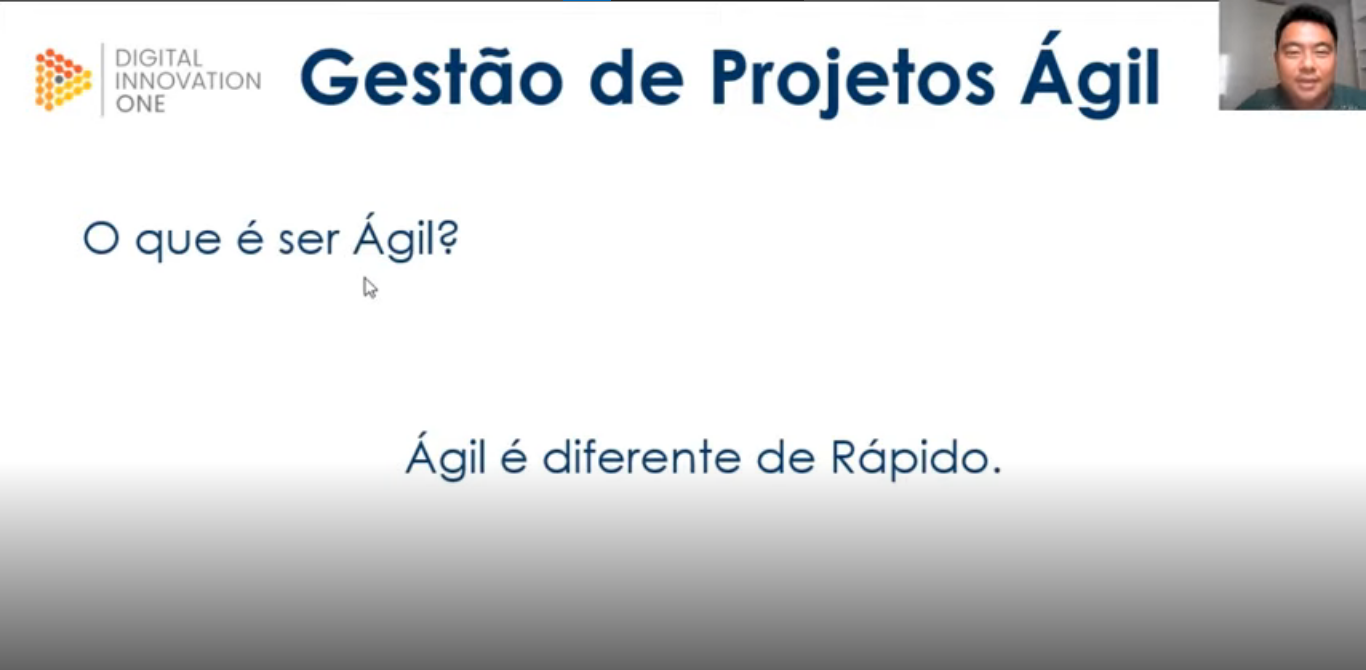 DIGITAL
INNOVATION
ONE
Gestão de Projetos Ágil
O que é ser Ágil?
Ágil é diferente de Rápido.